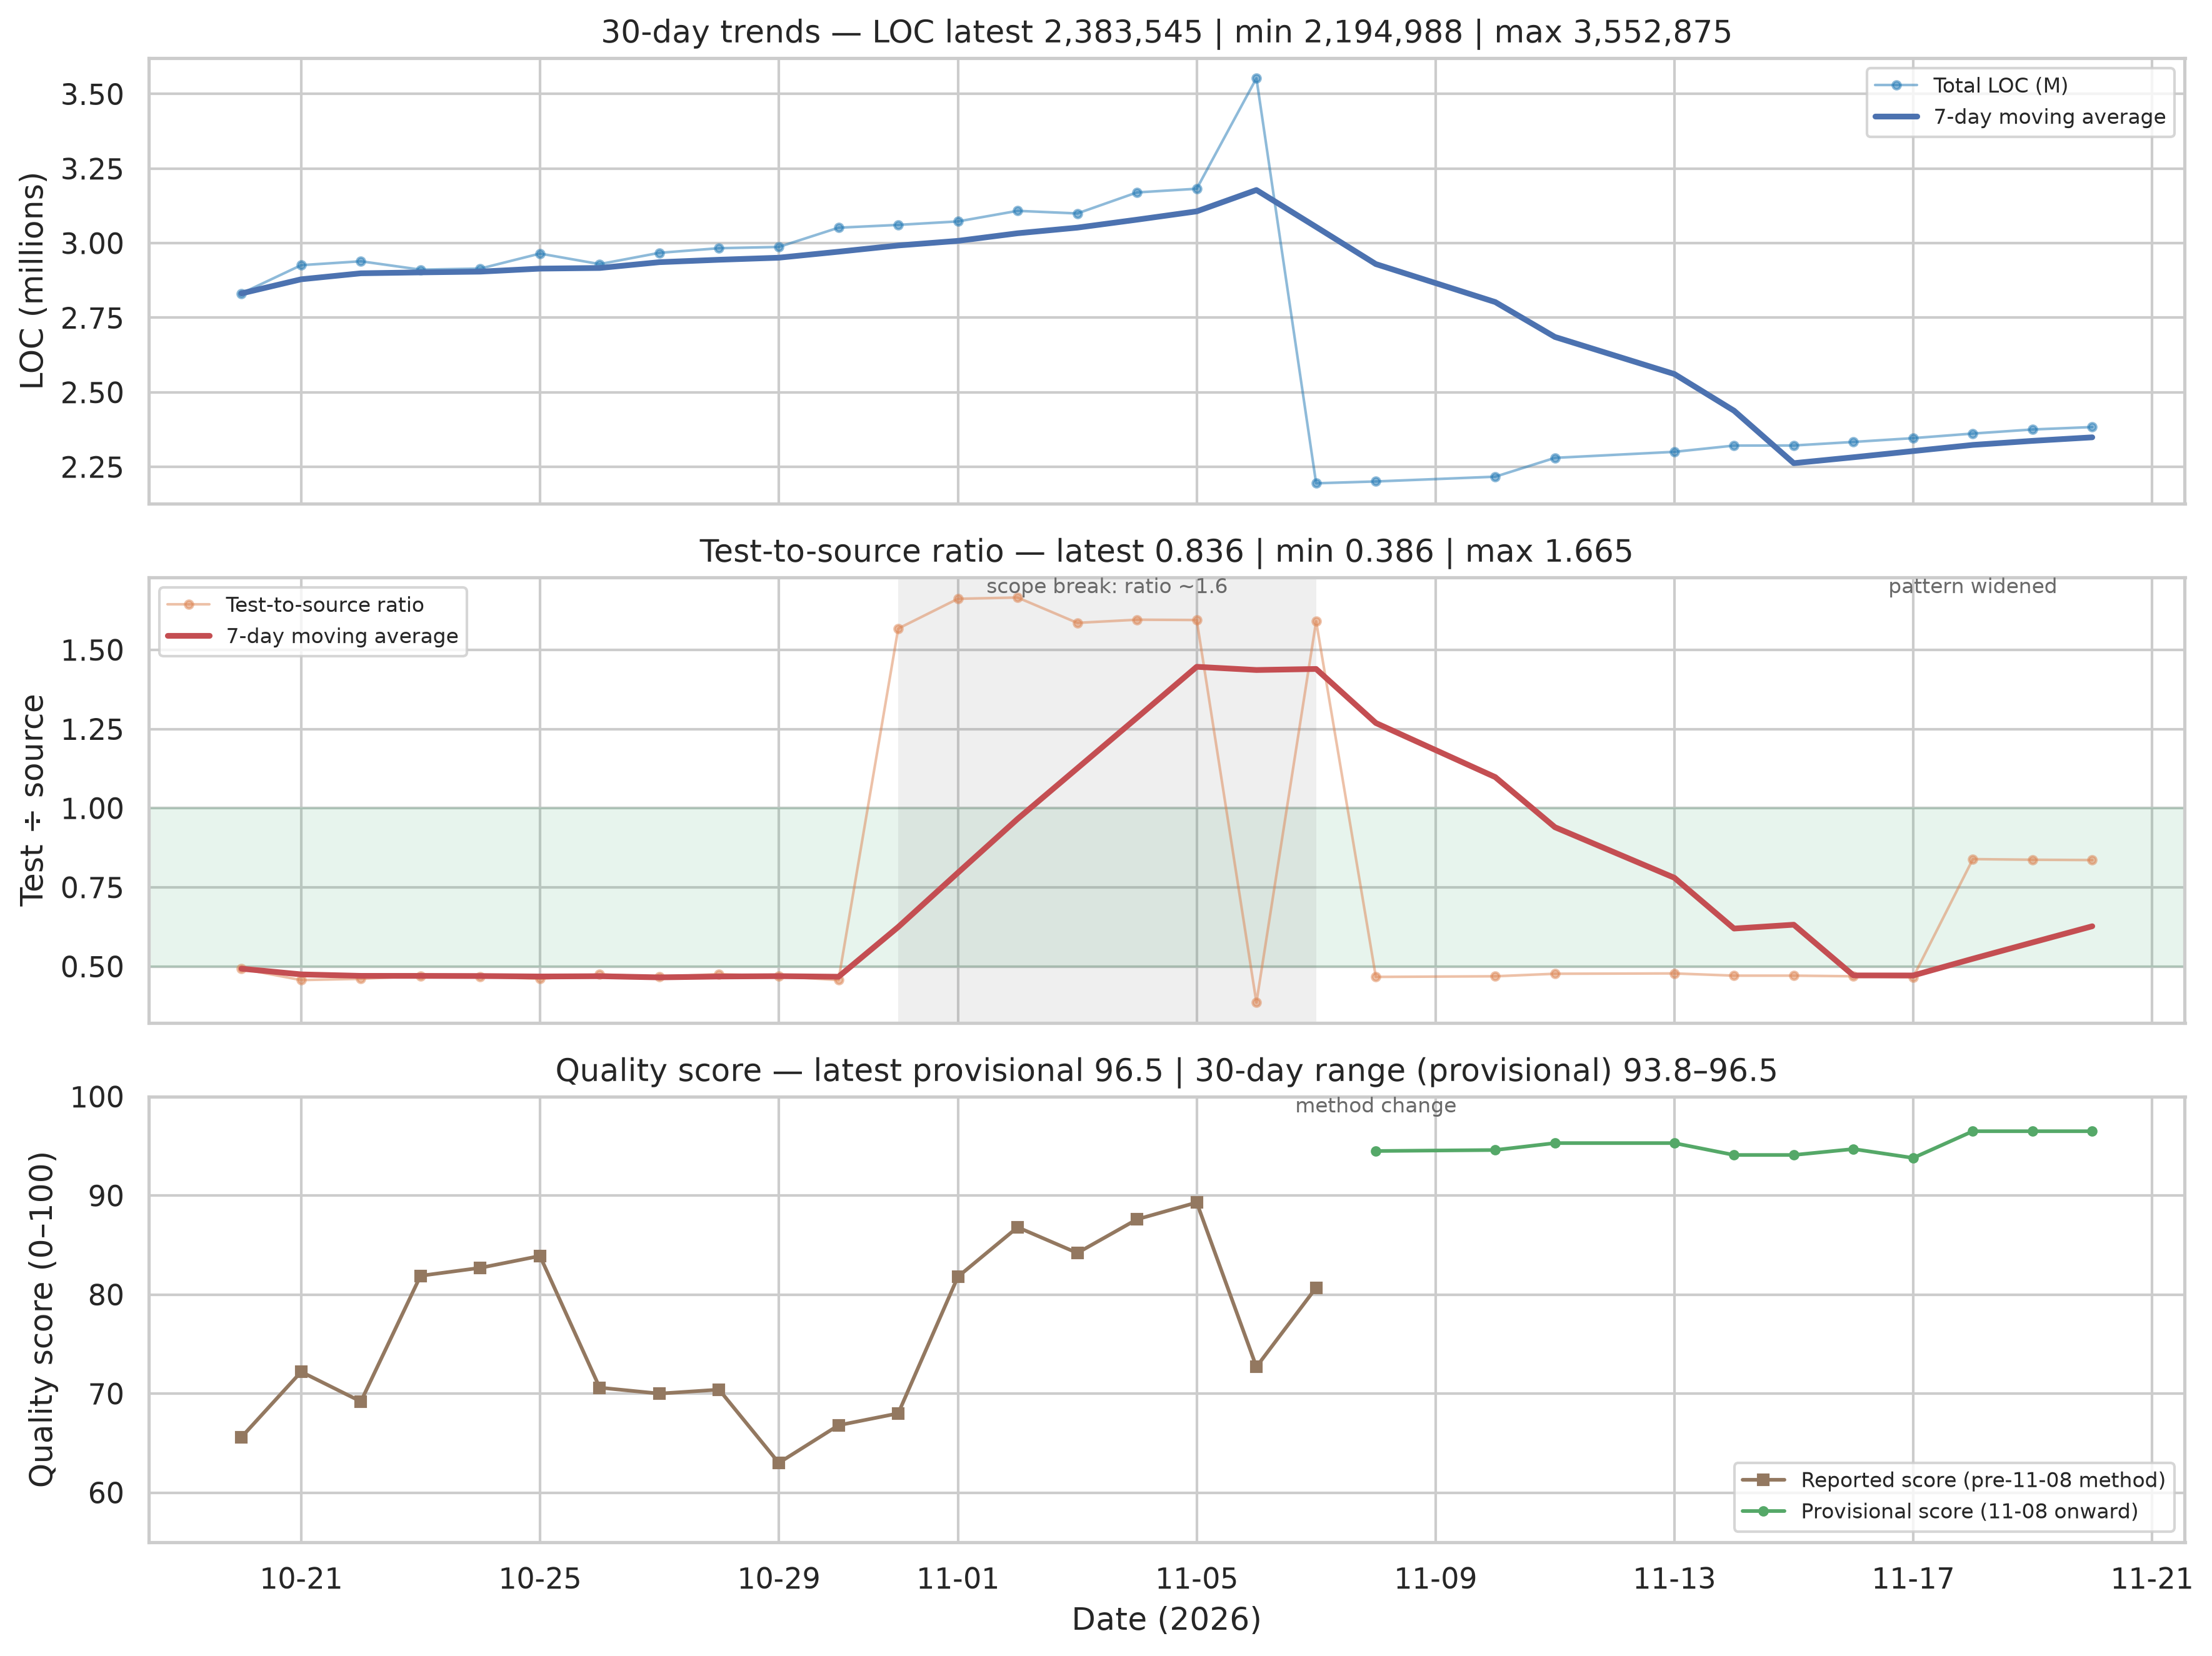 30-day trends — LOC latest 2,383,545 | min 2,194,988 | max 3,552,875
LOC (millions)
3.50
3.25
3.00
2.75
2.50
2.25
Total LOC (M)
7-day moving average
Test-to-source ratio — latest 0.836 | min 0.386 | max 1.665
Test ÷ source
1.50
1.25
1.00
0.75
0.50
Test-to-source ratio
7-day moving average
scope break: ratio ~1.6
pattern widened
Quality score — latest provisional 96.5 | 30-day range (provisional) 93.8–96.5
Quality score (0–100)
100
90
80
70
60
method change
Reported score (pre-11-08 method)
Provisional score (11-08 onward)
10-21
10-25
10-29
11-01
11-05
11-09
11-13
11-17
11-21
Date (2026)